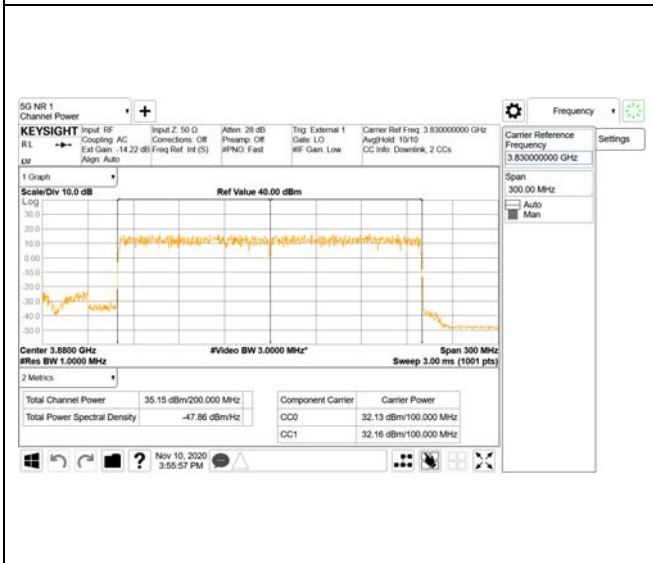 5G NR 1
Channel Power
Frequency
KEYSIGHT
RL
Input: RF
Coupling: AC
Ext Gain: -14.22 dB
Align: Auto
Input Z: 50 Ω
Corrections: Off
Freq Ref: Int (S)
Atten: 28 dB
Preamp: Off
#PNO: Fast
Trig: External 1
Gate: LO
#IF Gain: Low
Carrier Ref Freq: 3.830000000 GHz
Avg|Hold: 10/10
CC Info: Downlink, 2 CCs
Carrier Reference
Frequency
3.830000000 GHz
Settings
Span
300.00 MHz
Auto
Man
1 Graph
Scale/Div 10.0 dB
Ref Value 40.00 dBm
Log
30.0
20.0
10.0
0.00
-10.0
-20.0
-30.0
-40.0
-50.0
Center 3.8800 GHz
#Video BW 3.0000 MHz*
Span 300 MHz
#Res BW 1.0000 MHz
Sweep 3.00 ms (1001 pts)
2 Metrics
Total Channel Power 35.15 dBm/200.000 MHz
Total Power Spectral Density -47.86 dBm/Hz
Component Carrier Carrier Power
CC0 32.13 dBm/100.000 MHz
CC1 32.16 dBm/100.000 MHz
?
Nov 10, 2020
3:55:57 PM